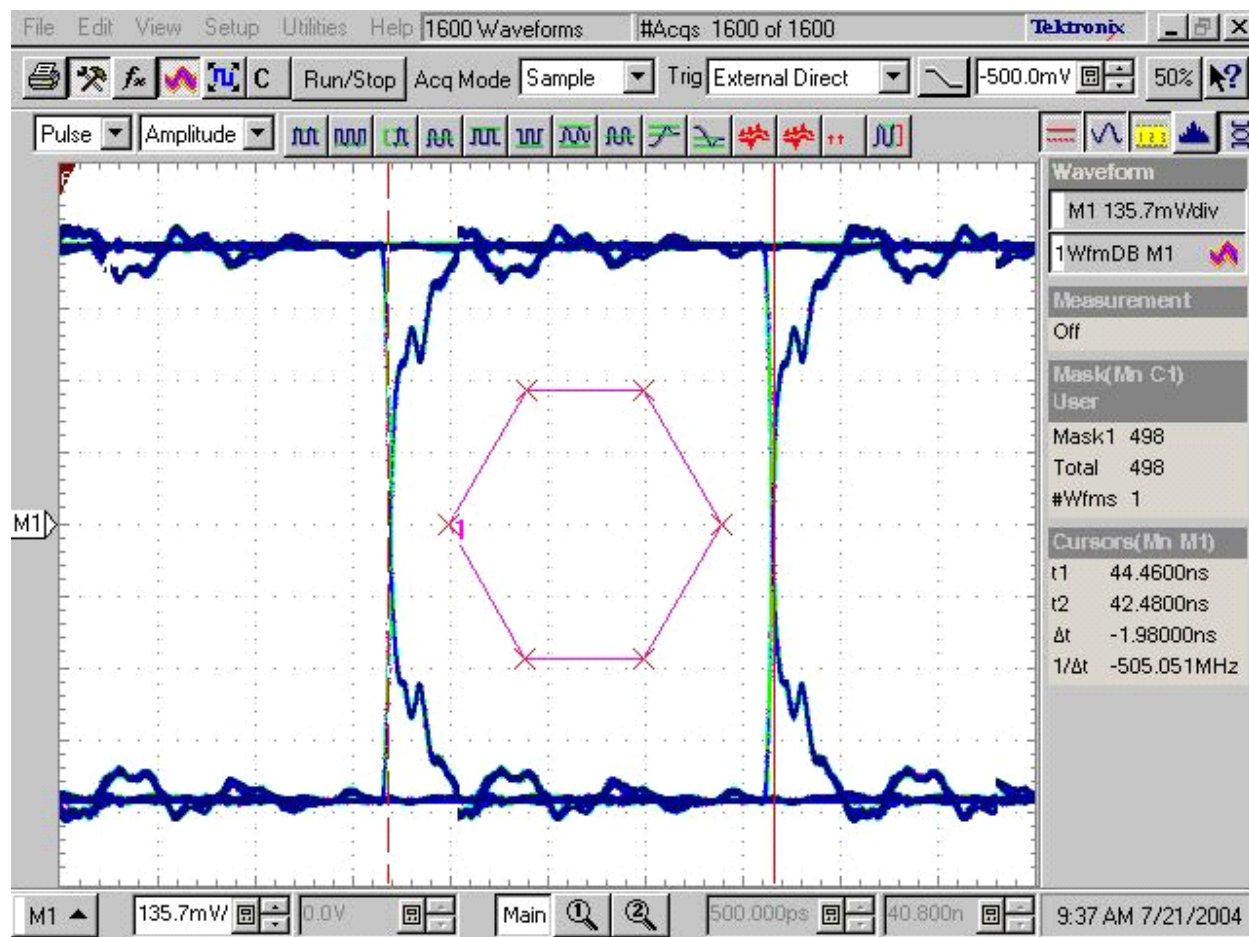 File Edit View Setup Utilities Help 1600 Waveforms #Acqs 1600 of 1600 Tektronix
C Run/Stop Acq Mode Sample Trig External Direct -500.0mV 50%
Pulse Amplitude
Waveform
M1 135.7mV/div
1WfmDB M1
Measurement
Off
Mask(Mn C1)
User
Mask1 498
Total 498
#Wfms 1
M1
1
Cursors(Mn M1)
t1 44.4600ns
t2 42.4800ns
Δt -1.98000ns
1/Δt -505.051MHz
M1 135.7mV/ 0.0V Main 1 2 500.000ps 40.800n 9:37 AM 7/21/2004